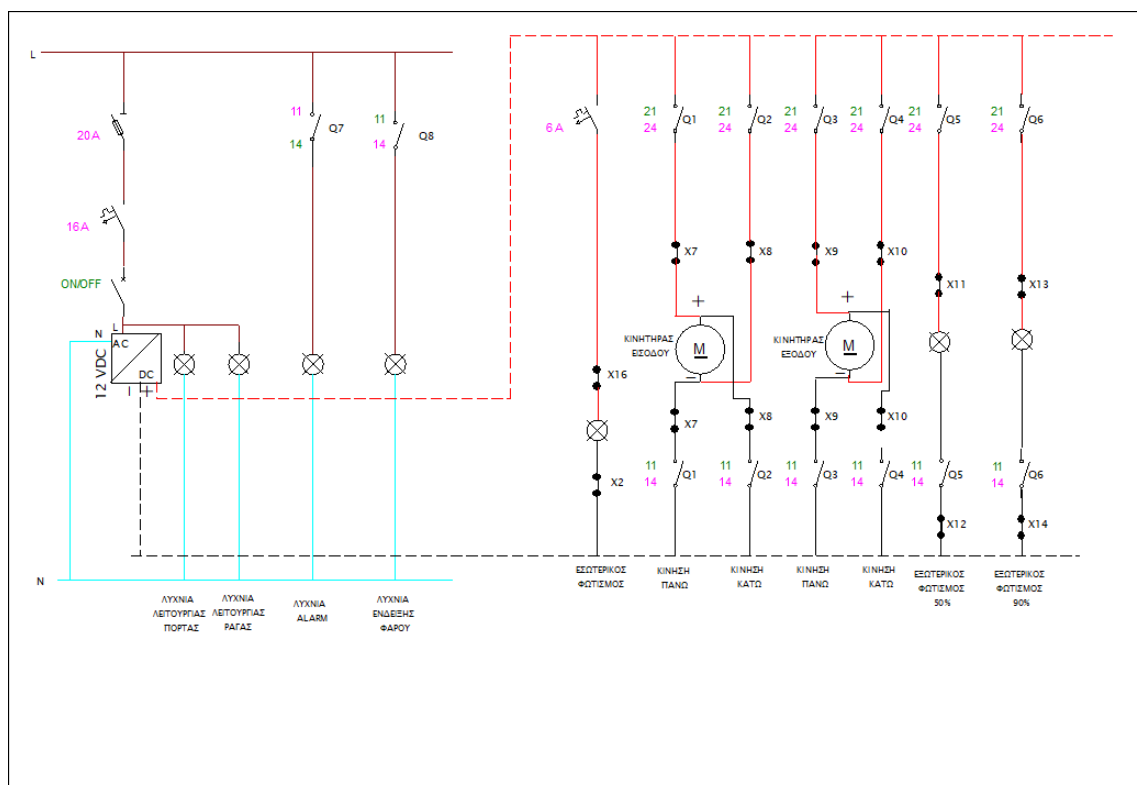 L
20A
16A
ON/OFF
N
L
AC
DC
12 VDC
I
+
11
14
Q7
11
14
Q8
6A
21
24
Q1
21
24
Q2
21
24
Q3
21
24
Q4
21
24
Q5
21
24
Q6
X7
X8
X9
X10
X11
X13
+
ΚΙΝΗΤΗΡΑΣ
ΕΙΣΟΔΟΥ
M
–
+
ΚΙΝΗΤΗΡΑΣ
ΕΞΟΔΟΥ
M
–
X16
X2
X7
X8
X9
X10
11
14
Q1
11
14
Q2
11
14
Q3
11
14
Q4
11
14
Q5
11
14
Q6
X12
X14
N
ΛΥΧΝΙΑ
ΛΕΙΤΟΥΡΓΙΑΣ
ΠΟΡΤΑΣ
ΛΥΧΝΙΑ
ΛΕΙΤΟΥΡΓΙΑΣ
ΡΑΓΑΣ
ΛΥΧΝΙΑ
ALARM
ΛΥΧΝΙΑ
ΕΝΔΕΙΞΗΣ
ΦΑΡΟΥ
ΕΣΩΤΕΡΙΚΟΣ
ΦΩΤΙΣΜΟΣ
ΚΙΝΗΣΗ
ΠΑΝΩ
ΚΙΝΗΣΗ
ΚΑΤΩ
ΚΙΝΗΣΗ
ΠΑΝΩ
ΚΙΝΗΣΗ
ΚΑΤΩ
ΕΞΩΤΕΡΙΚΟΣ
ΦΩΤΙΣΜΟΣ
50%
ΕΞΩΤΕΡΙΚΟΣ
ΦΩΤΙΣΜΟΣ
90%